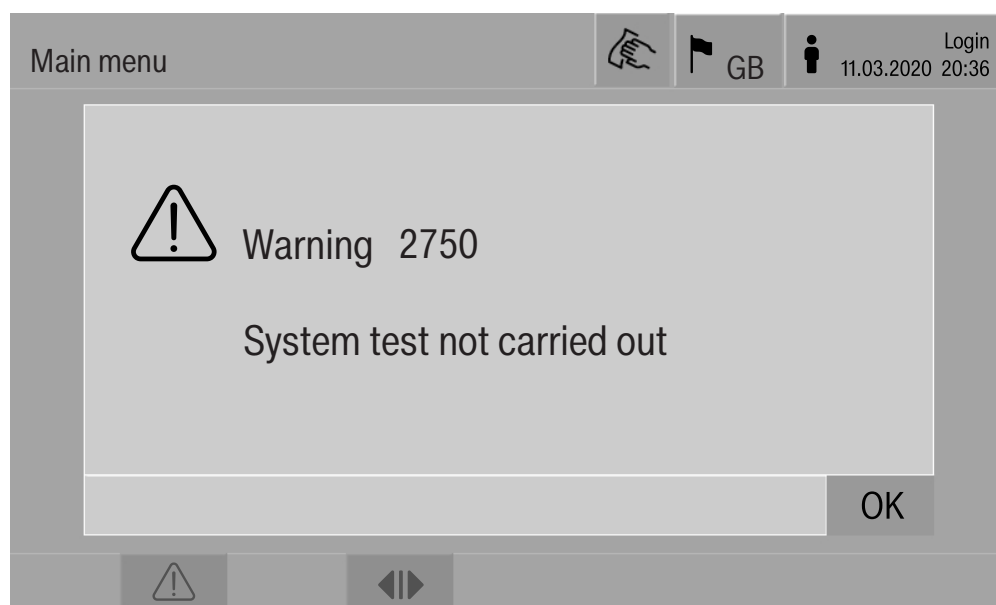 Main menu
GB
Login
11.03.2020 20:36
Warning 2750
System test not carried out
OK